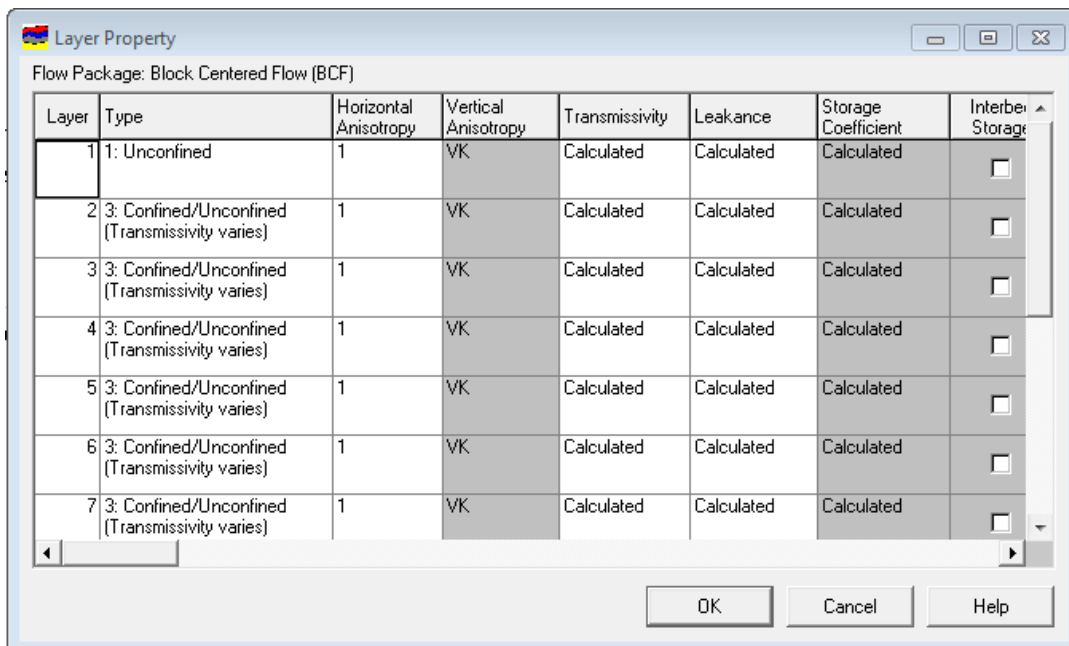 Layer Property
Flow Package: Block Centered Flow (BCF)
Layer Type Horizontal Anisotropy Vertical Anisotropy Transmissivity Leakance Storage Coefficient Interbe Storage
1 1: Unconfined 1 VK Calculated Calculated Calculated
2 3: Confined/Unconfined 1 VK Calculated Calculated Calculated
(Transmissivity varies)
3 3: Confined/Unconfined 1 VK Calculated Calculated Calculated
(Transmissivity varies)
4 3: Confined/Unconfined 1 VK Calculated Calculated Calculated
(Transmissivity varies)
5 3: Confined/Unconfined 1 VK Calculated Calculated Calculated
(Transmissivity varies)
6 3: Confined/Unconfined 1 VK Calculated Calculated Calculated
(Transmissivity varies)
7 3: Confined/Unconfined 1 VK Calculated Calculated Calculated
(Transmissivity varies)
OK Cancel Help